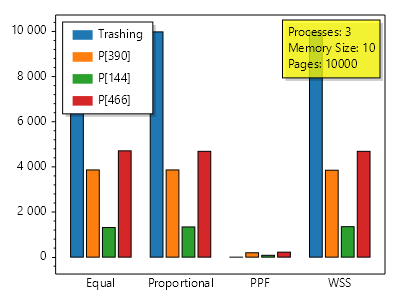 10 000
8 000
6 000
4 000
2 000
0
Trashing
P[390]
P[144]
P[466]
Processes: 3
Memory Size: 10
Pages: 10000
Equal
Proportional
PPF
WSS